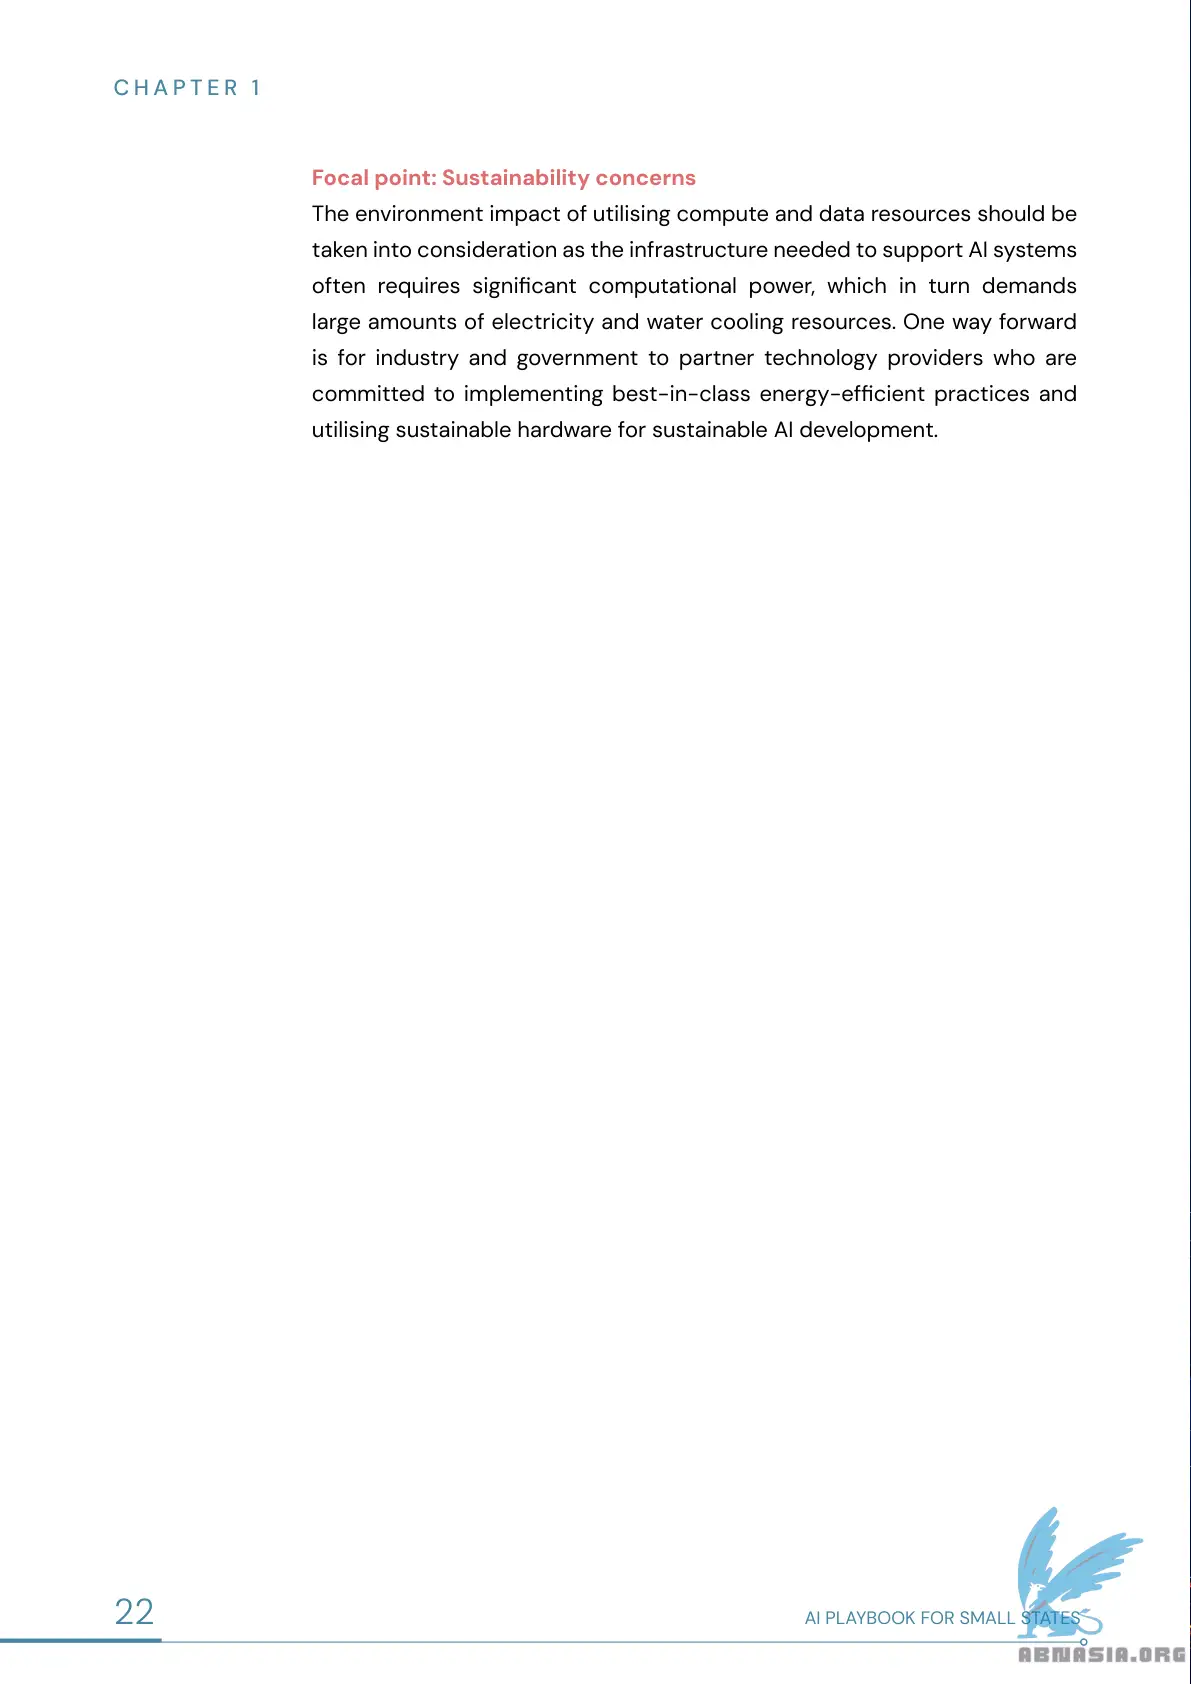 CHAPTER 1
Focal point: Sustainability concerns
The environment impact of utilising compute and data resources should be
taken into consideration as the infrastructure needed to support AI systems
often requires significant computational power, which in turn demands
large amounts of electricity and water cooling resources. One way forward
is for industry and government to partner technology providers who are
committed to implementing best-in-class energy-efficient practices and
utilising sustainable hardware for sustainable AI development.
22
AI PLAYBOOK FOR SMALL STATES
ABNASIA.ORG